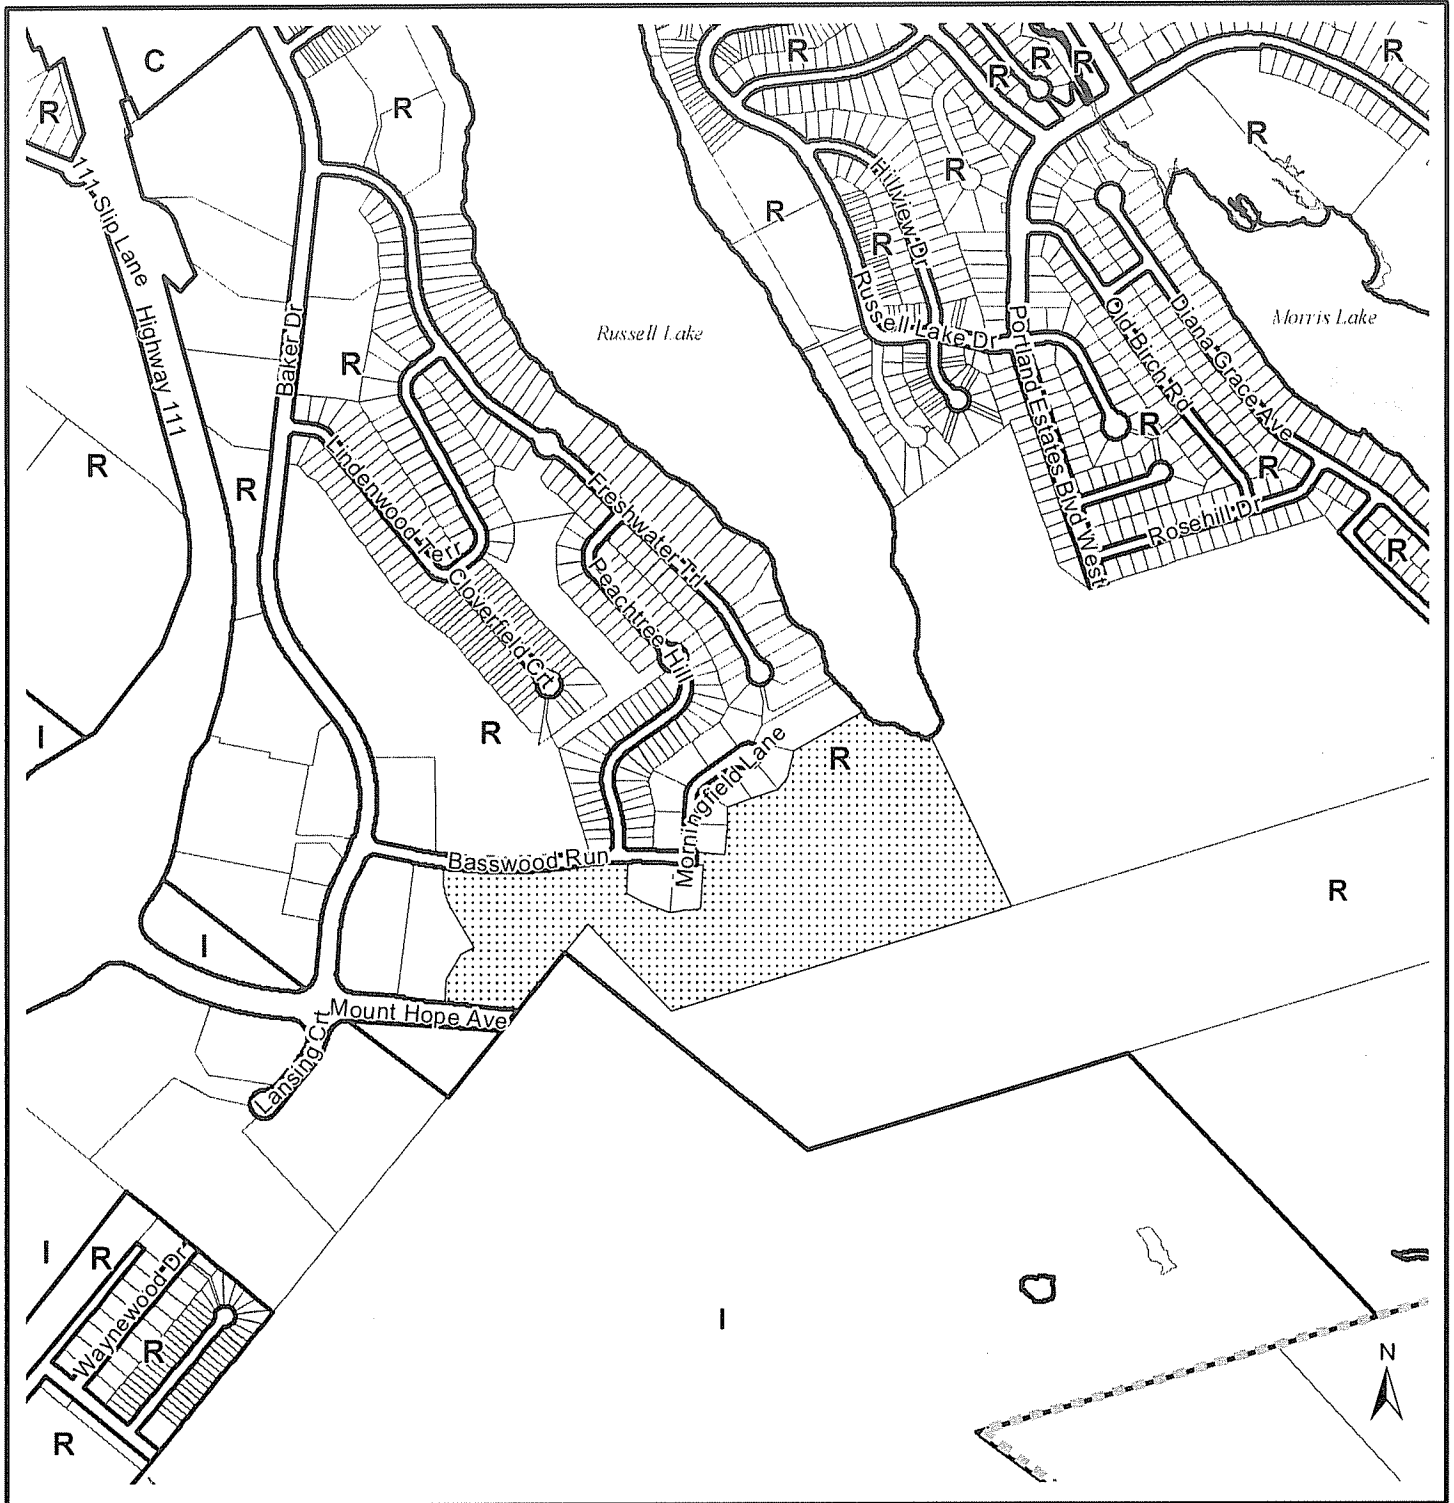 C
R
R
R
R
R
R
R
R
R
R
R
111-Slip Lane
Highway 111
Baker Dr
R
Russell Lake
Hillview Dr
R
Russell Lake Dr
Portland Estates Blvd West
Old Birch Rd
Diana Grace Ave
Morris Lake
R
R
R
Rosehill Dr
R
R
R
Lindenwood Terr
Cloverfield Crt
Freshwater Trl
Peachtree Hill
R
R
I
Morningfield Lane
Basswood Run
R
I
Mount Hope Ave
Lansing Crt
I
R
Waynewood Dr
R
R
I
N